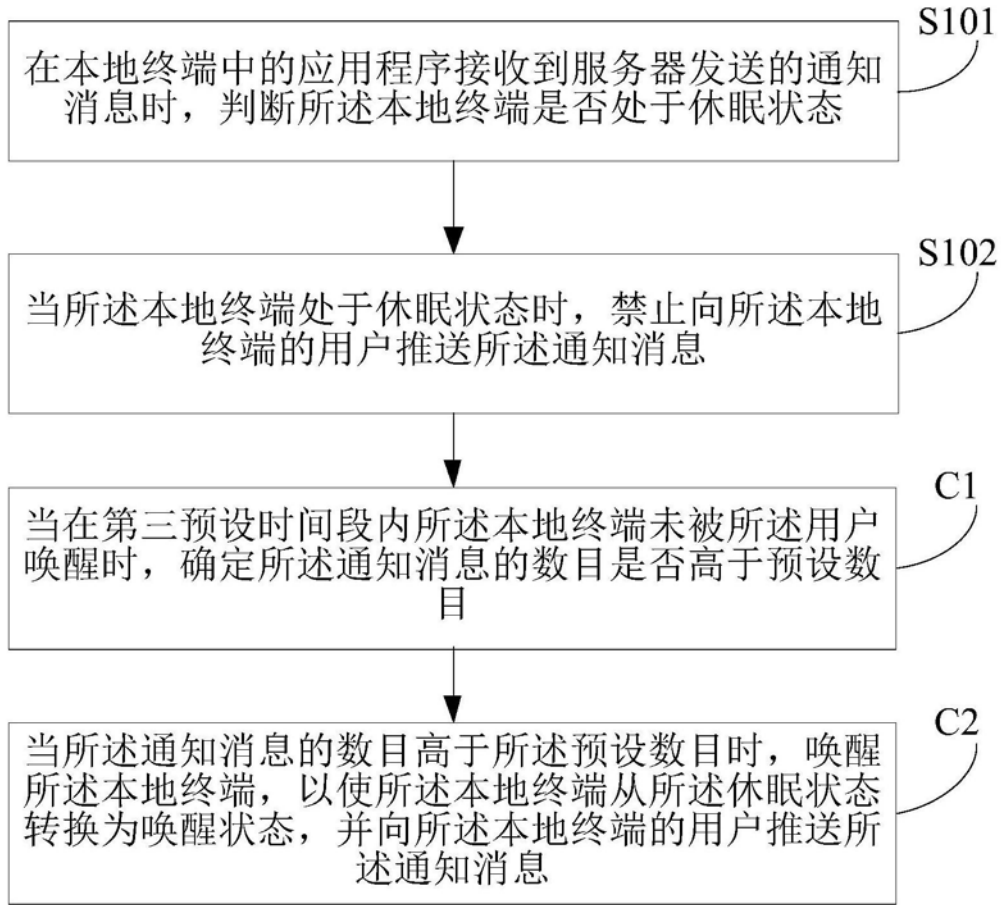 S101
在本地终端中的应用程序接收到服务器发送的通知
消息时，判断所述本地终端是否处于休眠状态
S102
当所述本地终端处于休眠状态时，禁止向所述本地
终端的用户推送所述通知消息
C1
当在第三预设时间段内所述本地终端未被所述用户
唤醒时，确定所述通知消息的数目是否高于预设数
目
C2
当所述通知消息的数目高于所述预设数目时，唤醒
所述本地终端，以使所述本地终端从所述休眠状态
转换为唤醒状态，并向所述本地终端的用户推送所
述通知消息